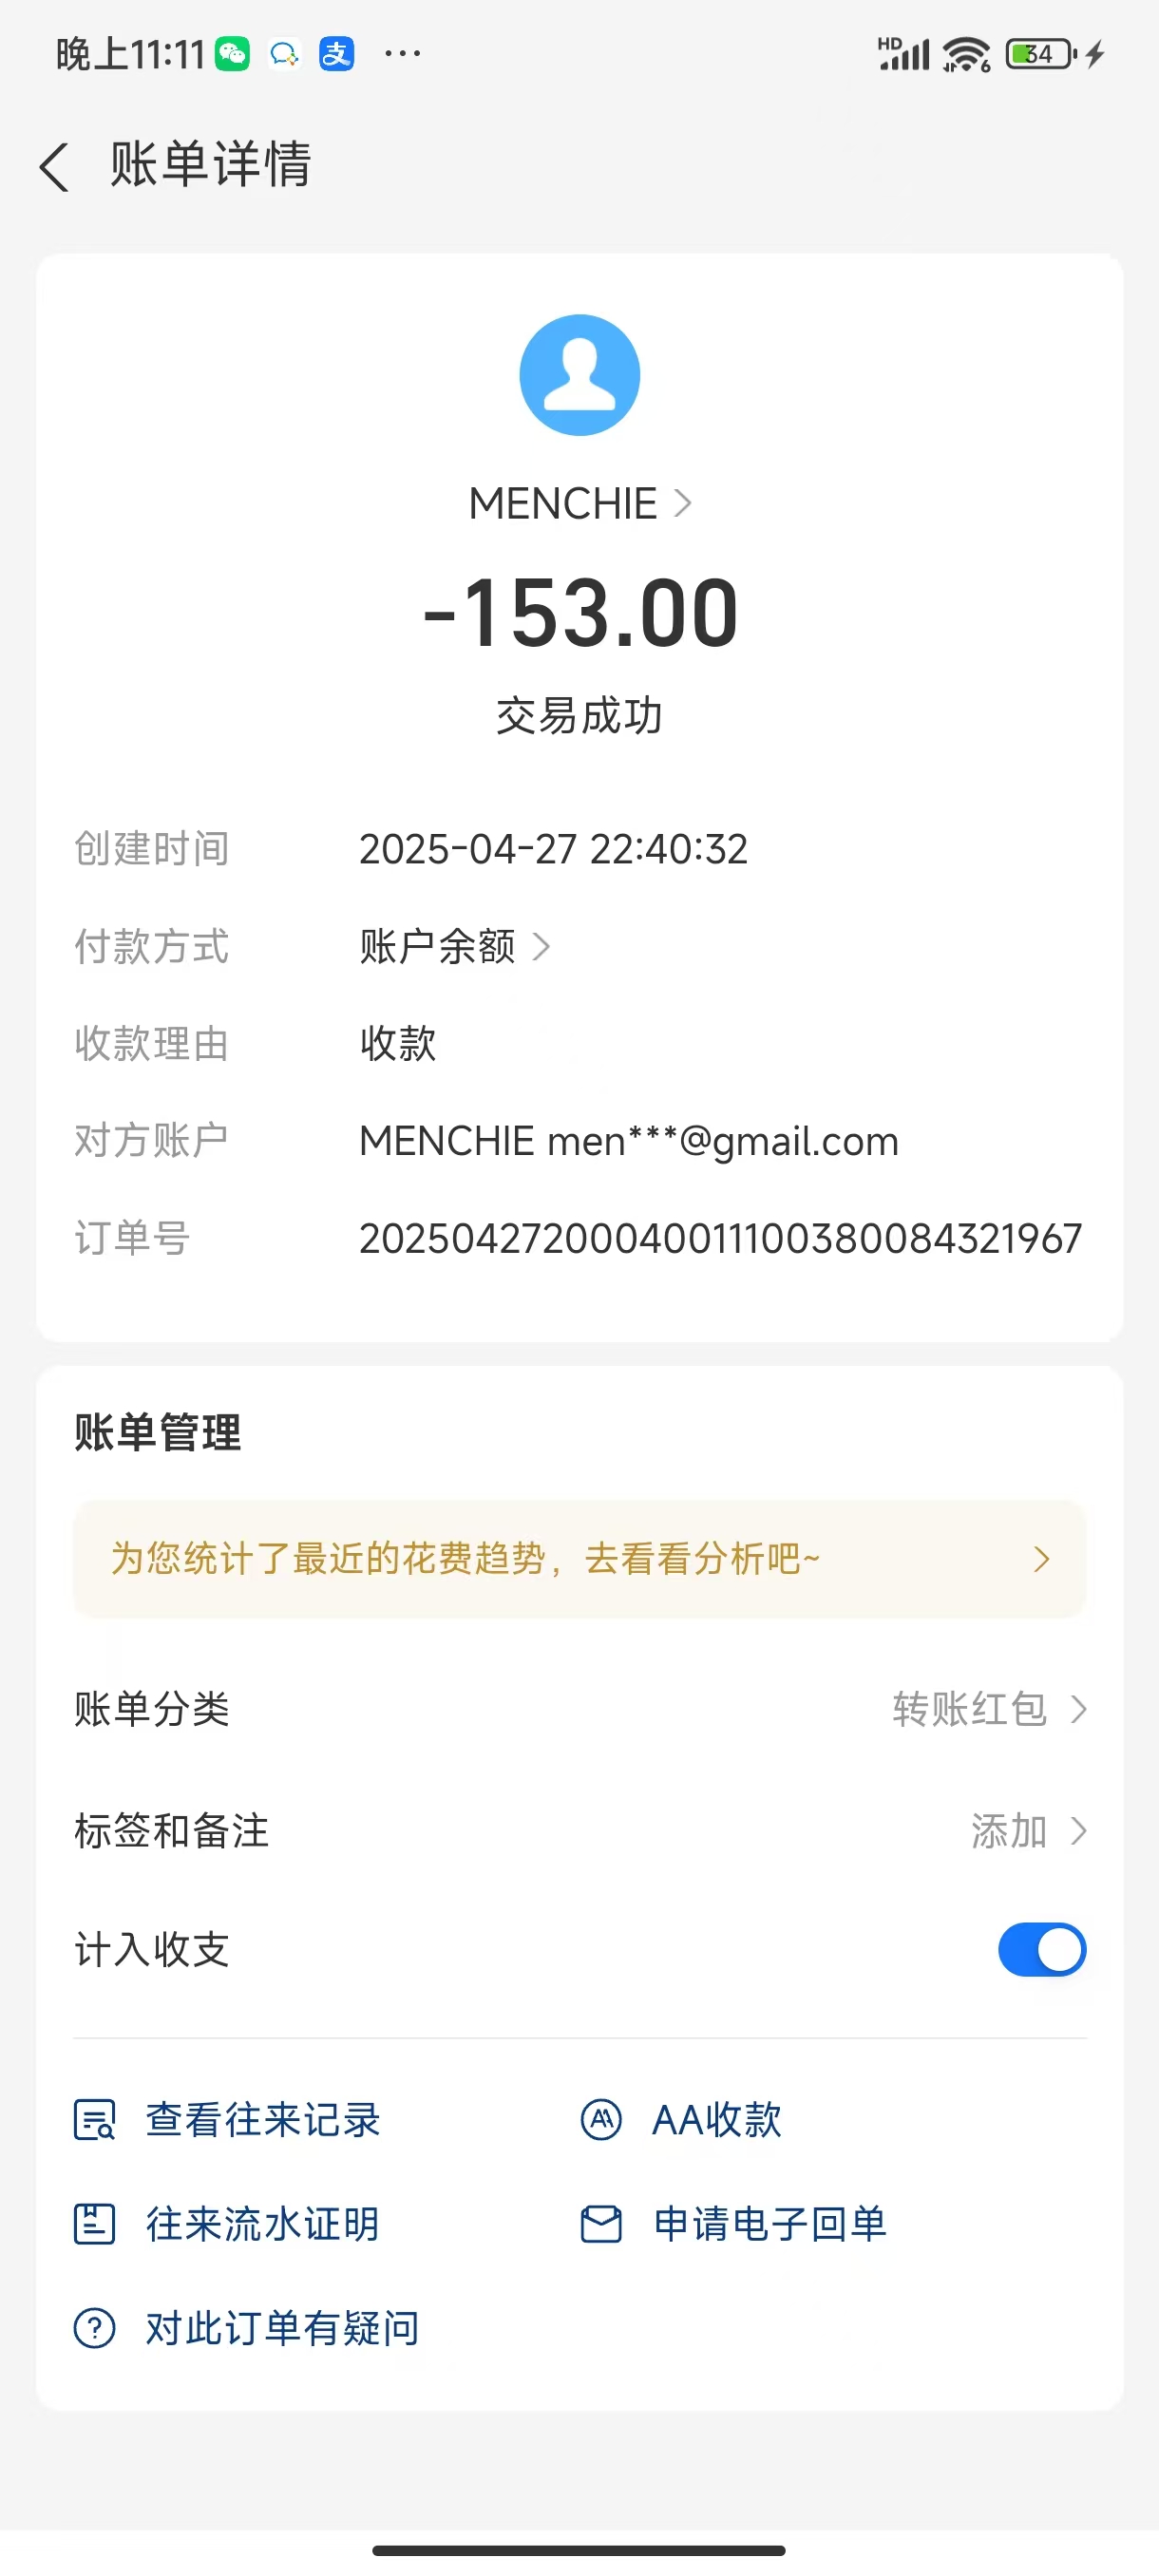 晚上11:11 支 ...
HD 6 34
账单详情
MENCHIE
-153.00
交易成功
创建时间 2025-04-27 22:40:32
付款方式 账户余额
收款理由 收款
对方账户 MENCHIE men***@gmail.com
订单号 20250427200040011100380084321967
账单管理
为您统计了最近的花费趋势，去看看分析吧~
账单分类 转账红包
标签和备注 添加
计入收支
查看往来记录 AA收款
往来流水证明 申请电子回单
对此订单有疑问